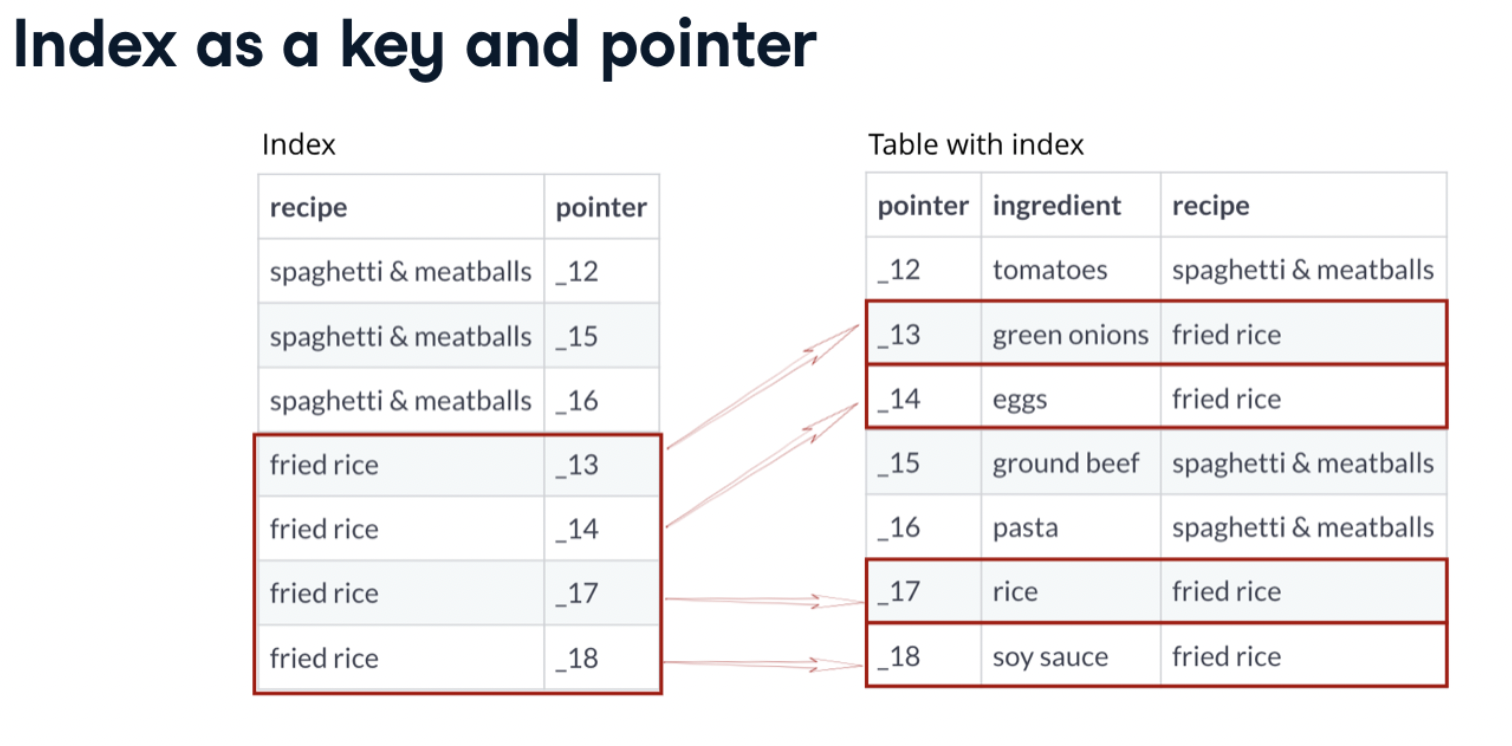 Index as a key and pointer
Index
recipe pointer
spaghetti & meatballs _12
spaghetti & meatballs _15
spaghetti & meatballs _16
fried rice _13
fried rice _14
fried rice _17
fried rice _18
Table with index
pointer ingredient recipe
_12 tomatoes spaghetti & meatballs
_13 green onions fried rice
_14 eggs fried rice
_15 ground beef spaghetti & meatballs
_16 pasta spaghetti & meatballs
_17 rice fried rice
_18 soy sauce fried rice